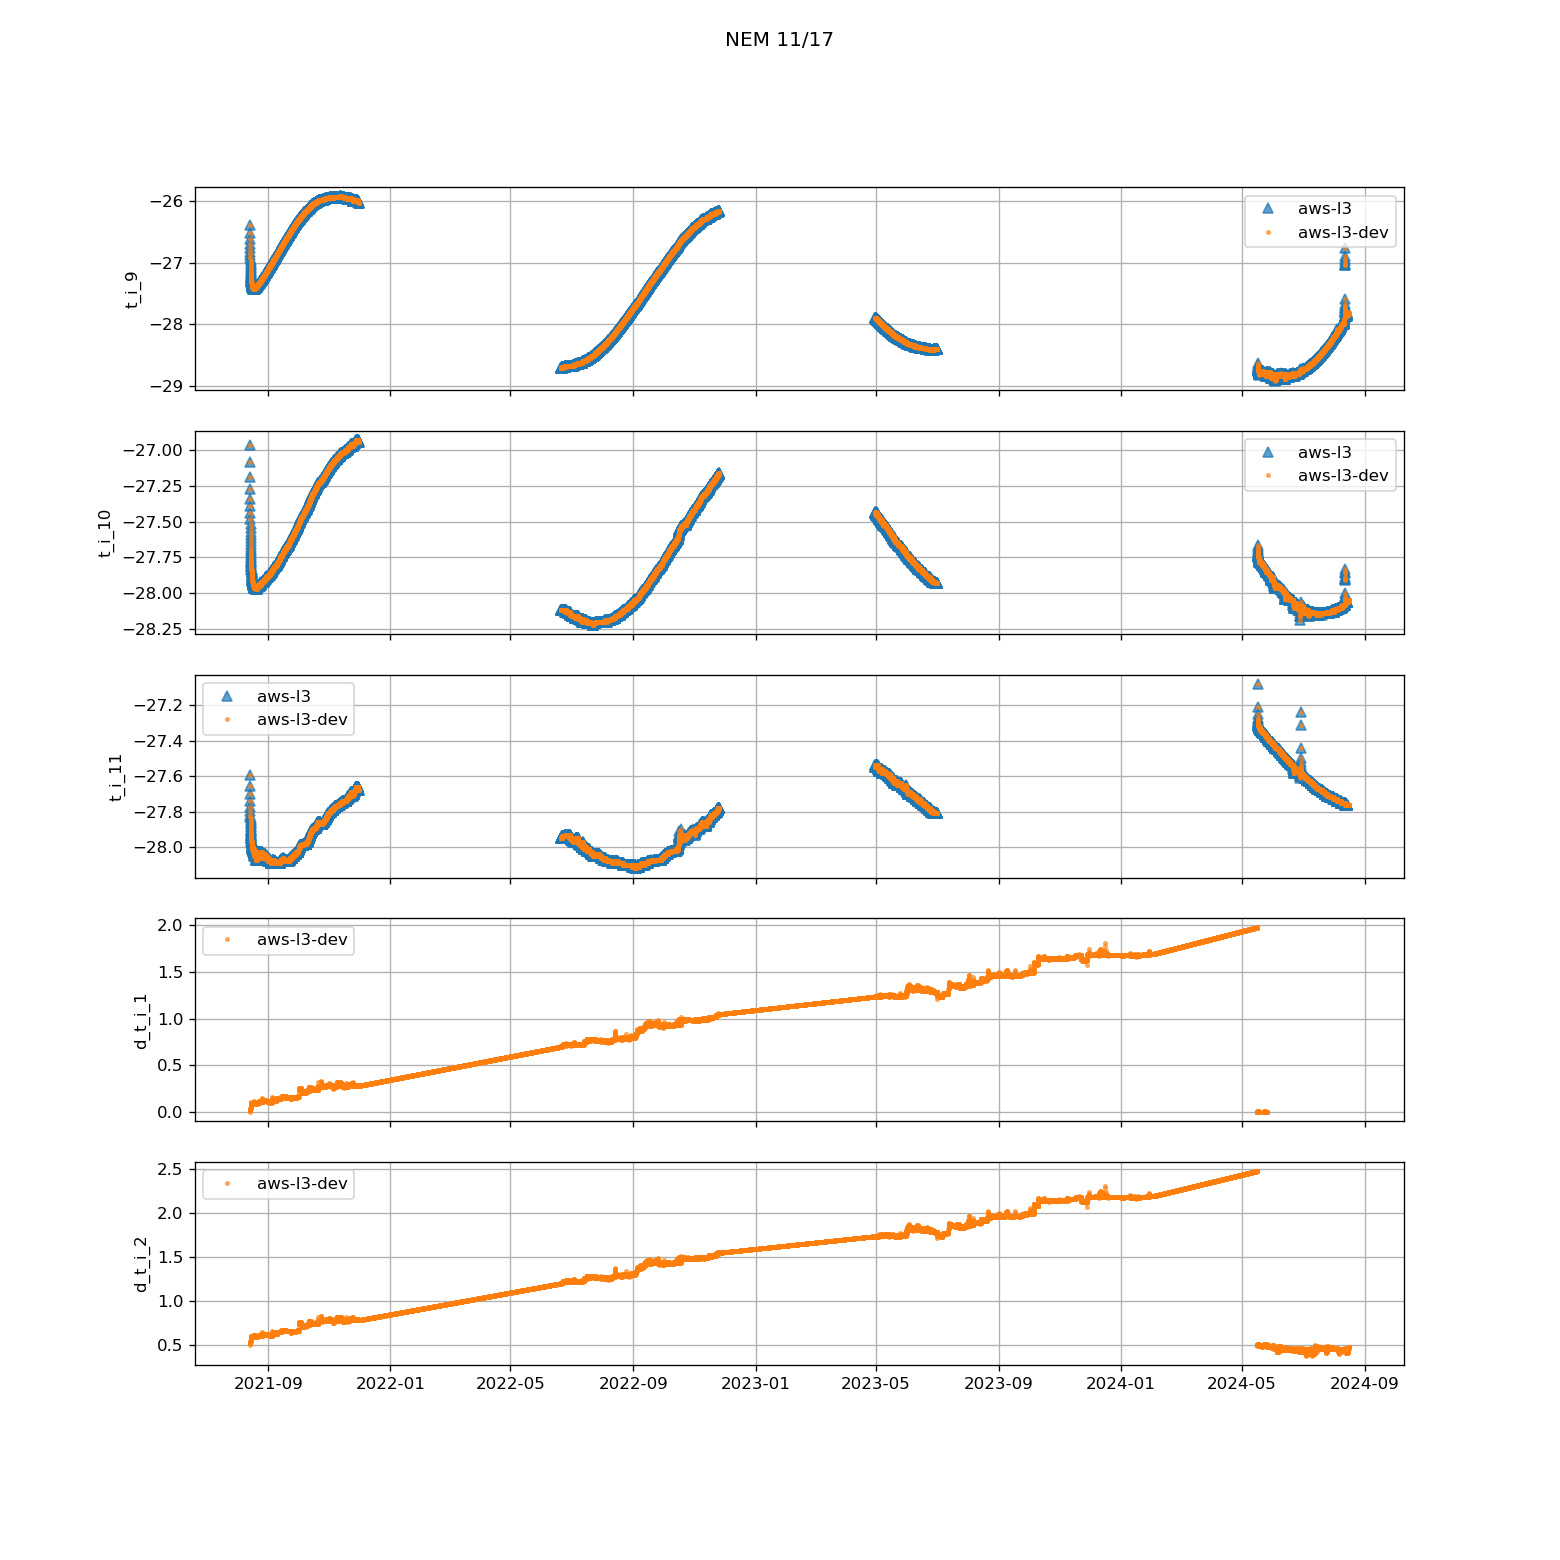 NEM 11/17
t_i_9
−26
−27
−28
−29
aws-l3
aws-l3-dev
t_i_10
−27.00
−27.25
−27.50
−27.75
−28.00
−28.25
aws-l3
aws-l3-dev
t_i_11
−27.2
−27.4
−27.6
−27.8
−28.0
aws-l3
aws-l3-dev
d_t_i_1
2.0
1.5
1.0
0.5
0.0
aws-l3-dev
d_t_i_2
2.5
2.0
1.5
1.0
0.5
aws-l3-dev
2021-09 2022-01 2022-05 2022-09 2023-01 2023-05 2023-09 2024-01 2024-05 2024-09